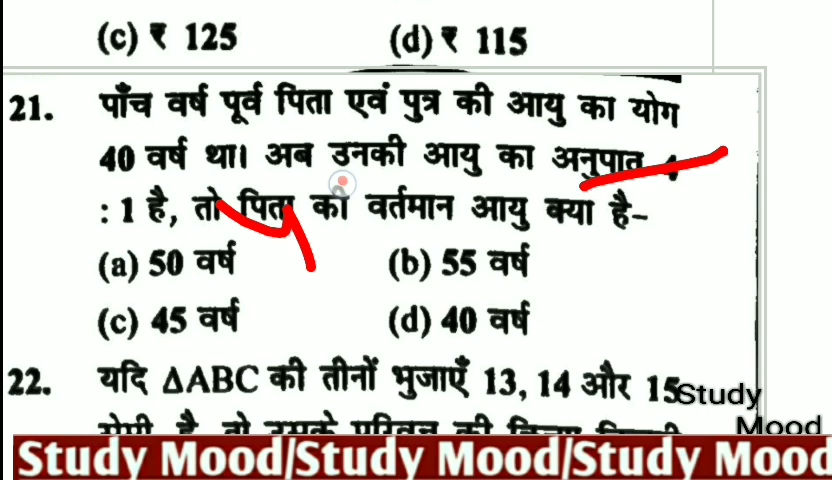 (c) ₹ 125 (d) ₹ 115
21. पाँच वर्ष पूर्व पिता एवं पुत्र की आयु का योग
40 वर्ष था। अब उनकी आयु का अनुपात 4
: 1 है, तो पिता की वर्तमान आयु क्या है–
(a) 50 वर्ष (b) 55 वर्ष
(c) 45 वर्ष (d) 40 वर्ष
22. यदि ΔABC की तीनों भुजाएँ 13, 14 और 15
Study
Mood
Study Mood/Study Mood/Study Mood